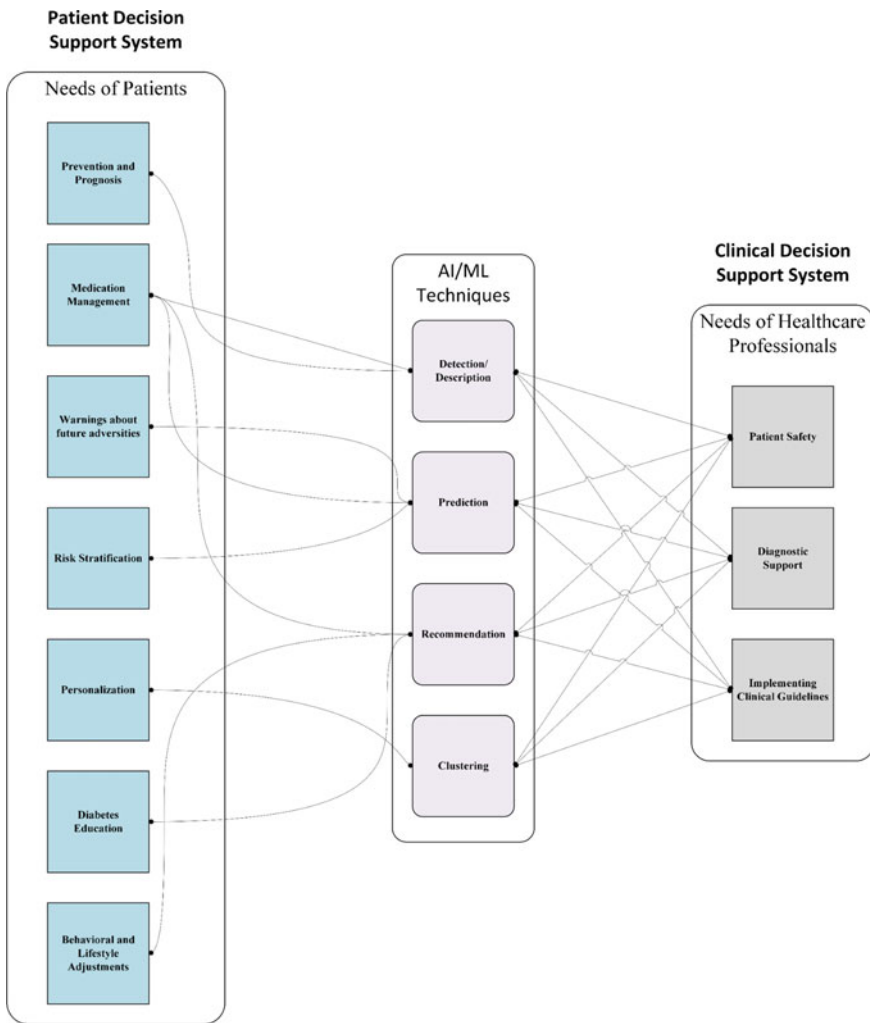 Patient Decision
Support System
Needs of Patients
Prevention and
Prognosis
Medication
Management
Warnings about
future adversities
Risk Stratification
Personalization
Diabetes
Education
Behavioral and
Lifestyle
Adjustments
AI/ML
Techniques
Detection/
Description
Prediction
Recommendation
Clustering
Clinical Decision
Support System
Needs of Healthcare
Professionals
Patient Safety
Diagnostic
Support
Implementing
Clinical Guidelines